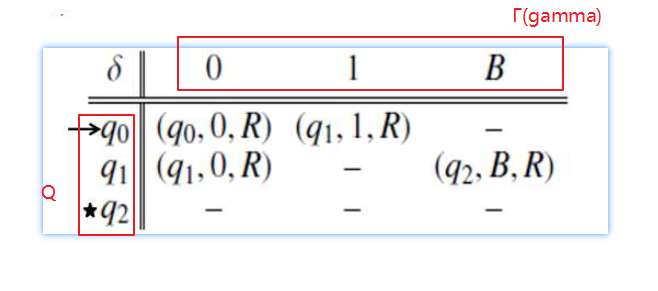 Γ(gamma)
δ 0 1 B
→q0 (q0, 0, R) (q1, 1, R) –
q1 (q1, 0, R) – (q2, B, R)
Q
★q2 – – –